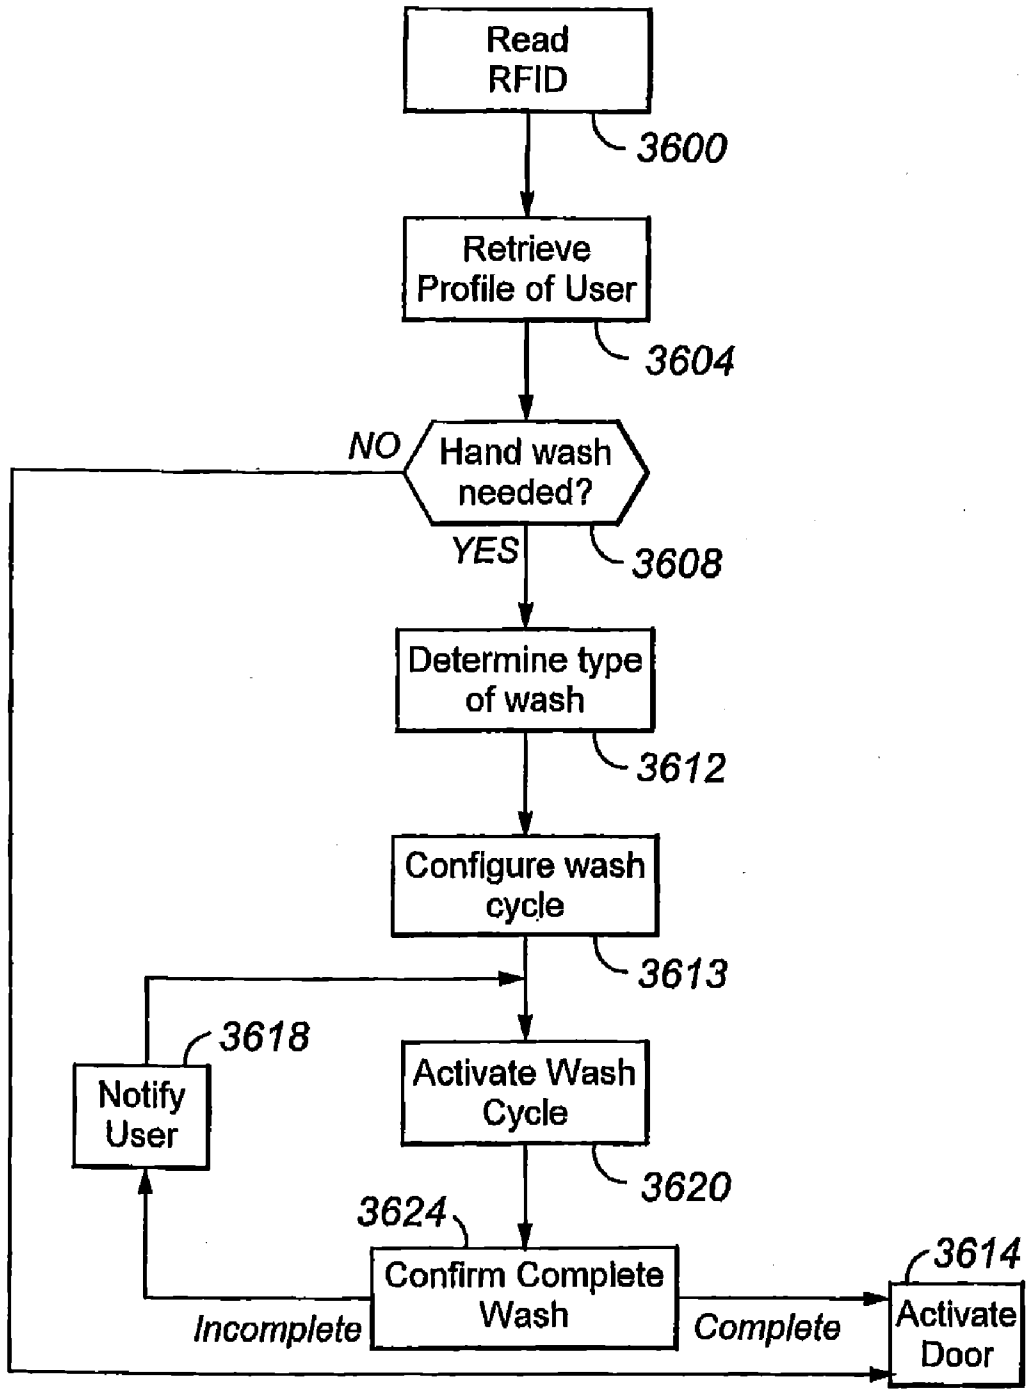 Read
RFID
3600
Retrieve
Profile of User
3604
NO
Hand wash
needed?
YES
3608
Determine type
of wash
3612
Configure wash
cycle
3613
3618
Notify
User
Activate Wash
Cycle
3620
3624
Confirm Complete
Wash
Incomplete
Complete
3614
Activate
Door